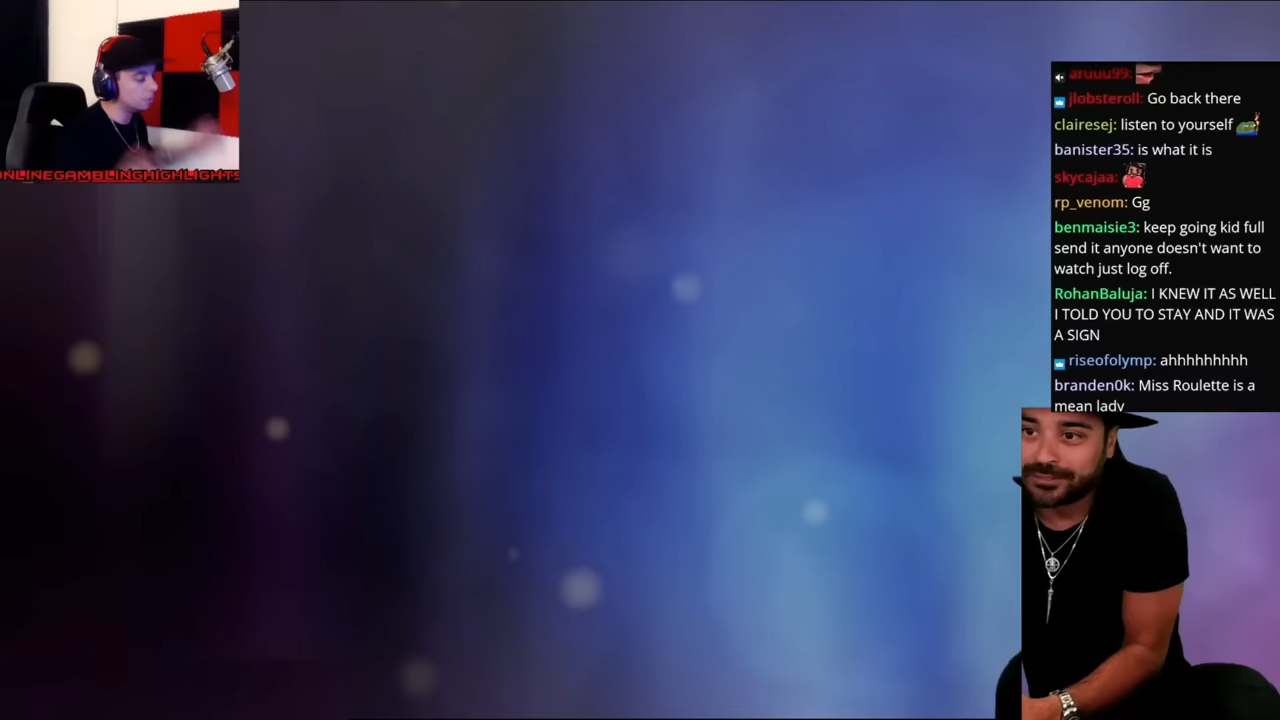 NLINEGAMBLINGHIGHLIGHTS
aruuu99:
jlobsteroll: Go back there
clairesej: listen to yourself
banister35: is what it is
skycajaa:
rp_venom: Gg
benmaisie3: keep going kid full
send it anyone doesn't want to
watch just log off.
RohanBaluja: I KNEW IT AS WELL
I TOLD YOU TO STAY AND IT WAS
A SIGN
riseofolymp: ahhhhhhhhh
branden0k: Miss Roulette is a
mean lady